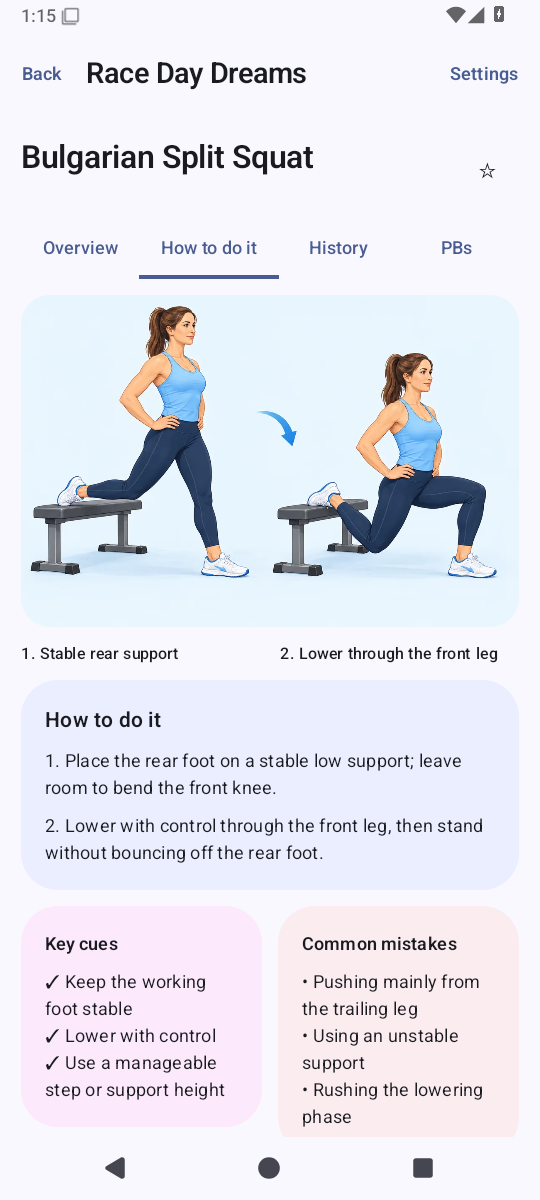 1:15
Back Race Day Dreams Settings
Bulgarian Split Squat
☆
Overview How to do it History PBs
1. Stable rear support 2. Lower through the front leg
How to do it
1. Place the rear foot on a stable low support; leave
room to bend the front knee.
2. Lower with control through the front leg, then stand
without bouncing off the rear foot.
Key cues
✓ Keep the working
foot stable
✓ Lower with control
✓ Use a manageable
step or support height
Common mistakes
• Pushing mainly from
the trailing leg
• Using an unstable
support
• Rushing the lowering
phase